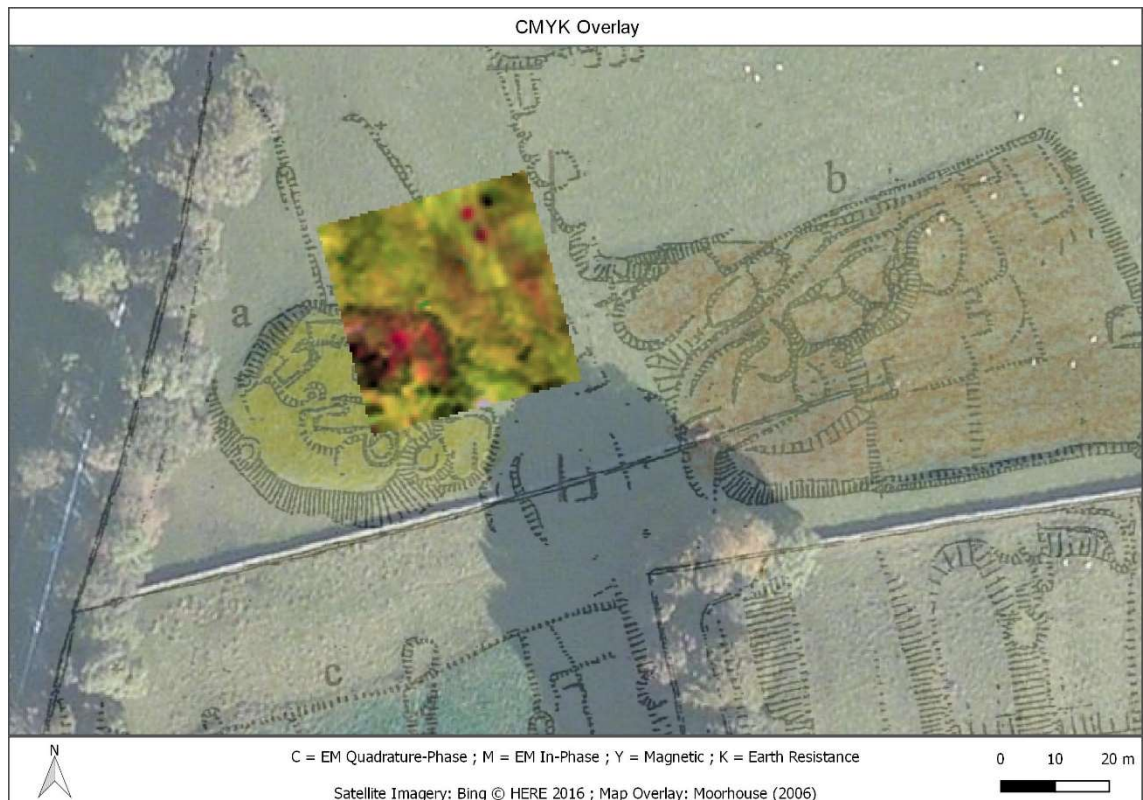 CMYK Overlay
b
a
c
N
C = EM Quadrature-Phase ; M = EM In-Phase ; Y = Magnetic ; K = Earth Resistance
0 10 20 m
Satellite Imagery: Bing © HERE 2016 ; Map Overlay: Moorhouse (2006)